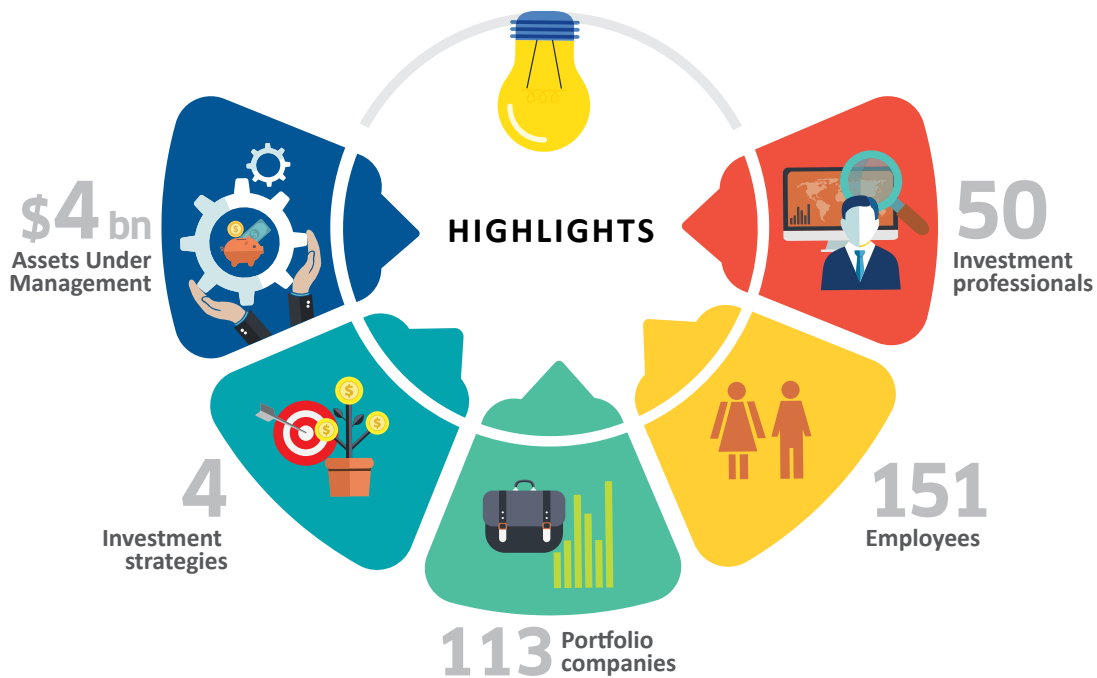 HIGHLIGHTS
$4 bn
Assets Under
Management
4
Investment
strategies
113
Portfolio
companies
151
Employees
50
Investment
professionals